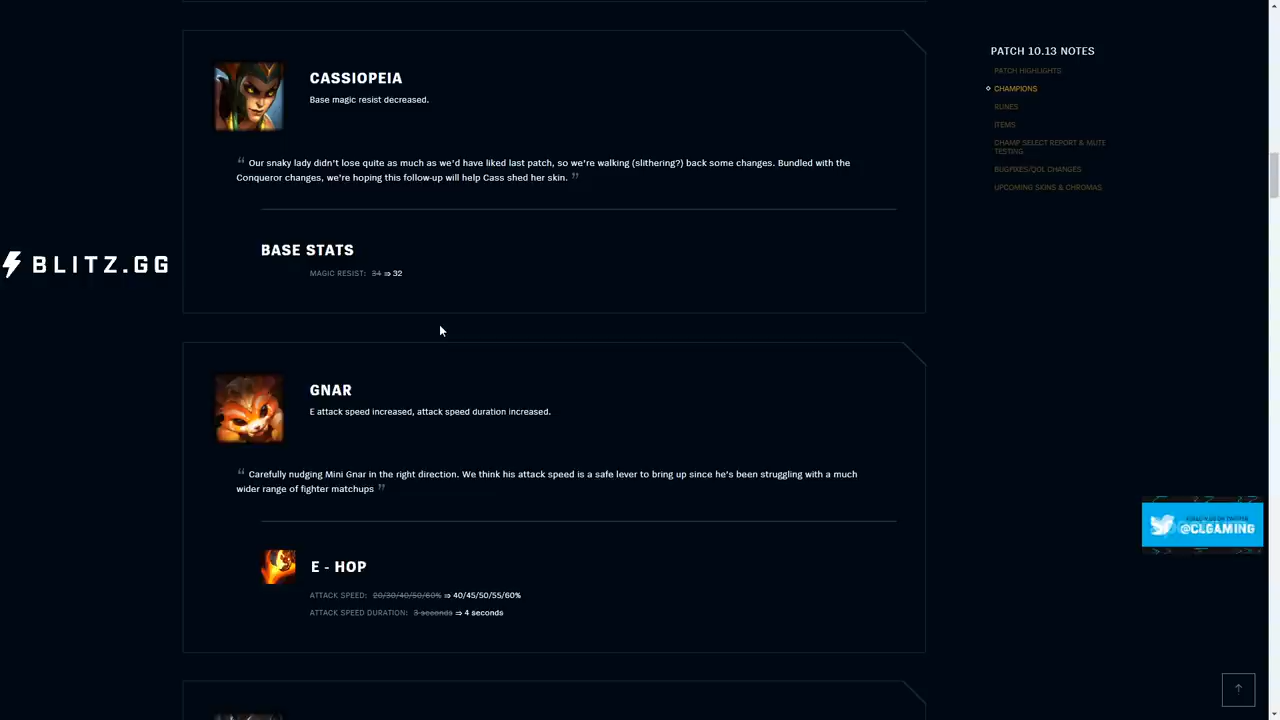 CASSIOPEIA
Base magic resist decreased.
“ Our snaky lady didn't lose quite as much as we'd have liked last patch, so we're walking (slithering?) back some changes. Bundled with the
Conqueror changes, we're hoping this follow-up will help Cass shed her skin. ”
BASE STATS
MAGIC RESIST: 34 ⇒ 32
BLITZ.GG
GNAR
E attack speed increased, attack speed duration increased.
“ Carefully nudging Mini Gnar in the right direction. We think his attack speed is a safe lever to bring up since he's been struggling with a much
wider range of fighter matchups ”
E - HOP
ATTACK SPEED: 20/30/40/50/60% ⇒ 40/45/50/55/60%
ATTACK SPEED DURATION: 3 seconds ⇒ 4 seconds
PATCH 10.13 NOTES
PATCH HIGHLIGHTS
CHAMPIONS
RUNES
ITEMS
CHAMP SELECT REPORT & MUTE
TESTING
BUGFIXES/QOL CHANGES
UPCOMING SKINS & CHROMAS
@CLGAMING